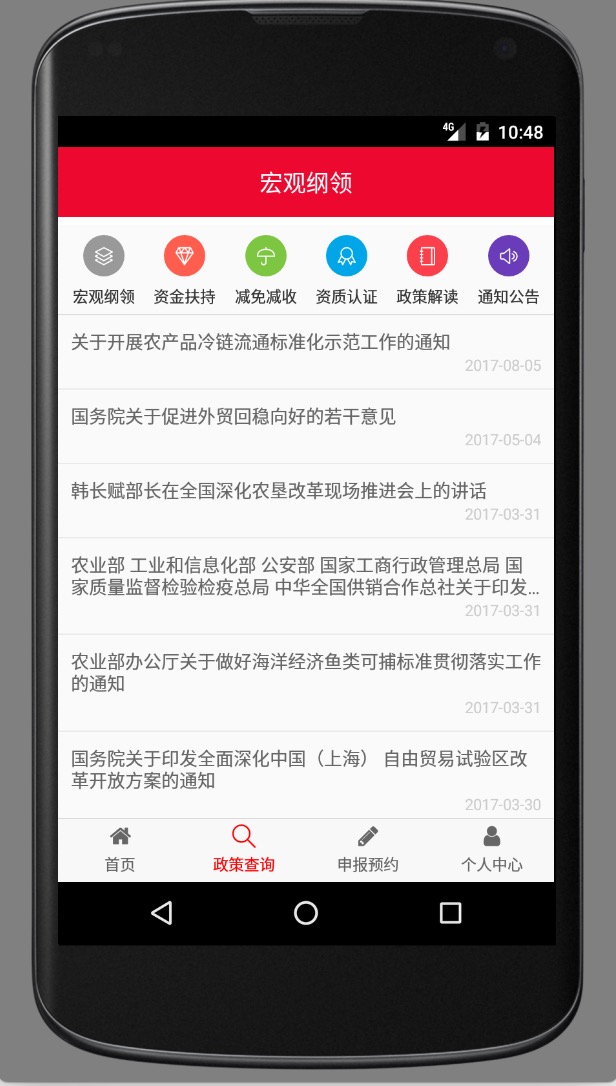 4G 10:48
宏观纲领
宏观纲领 资金扶持 减免减收 资质认证 政策解读 通知公告
关于开展农产品冷链流通标准化示范工作的通知
2017-08-05
国务院关于促进外贸回稳向好的若干意见
2017-05-04
韩长赋部长在全国深化农垦改革现场推进会上的讲话
2017-03-31
农业部 工业和信息化部 公安部 国家工商行政管理总局 国
家质量监督检验检疫总局 中华全国供销合作总社关于印发...
2017-03-31
农业部办公厅关于做好海洋经济鱼类可捕标准贯彻落实工作
的通知
2017-03-31
国务院关于印发全面深化中国（上海） 自由贸易试验区改
革开放方案的通知
2017-03-30
首页 政策查询 申报预约 个人中心